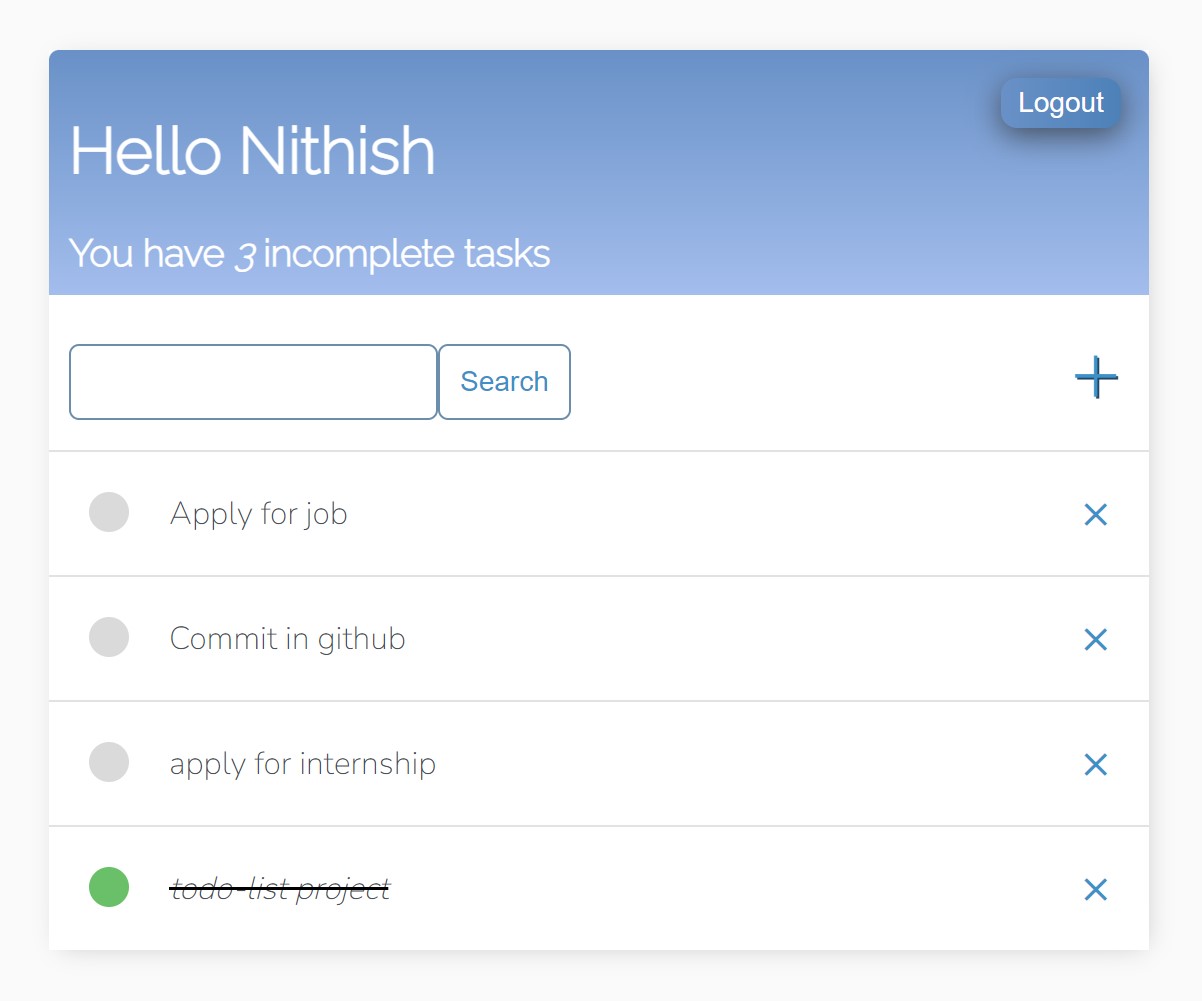 Logout
Hello Nithish
You have 3 incomplete tasks
Search
Apply for job
Commit in github
apply for internship
todo-list project